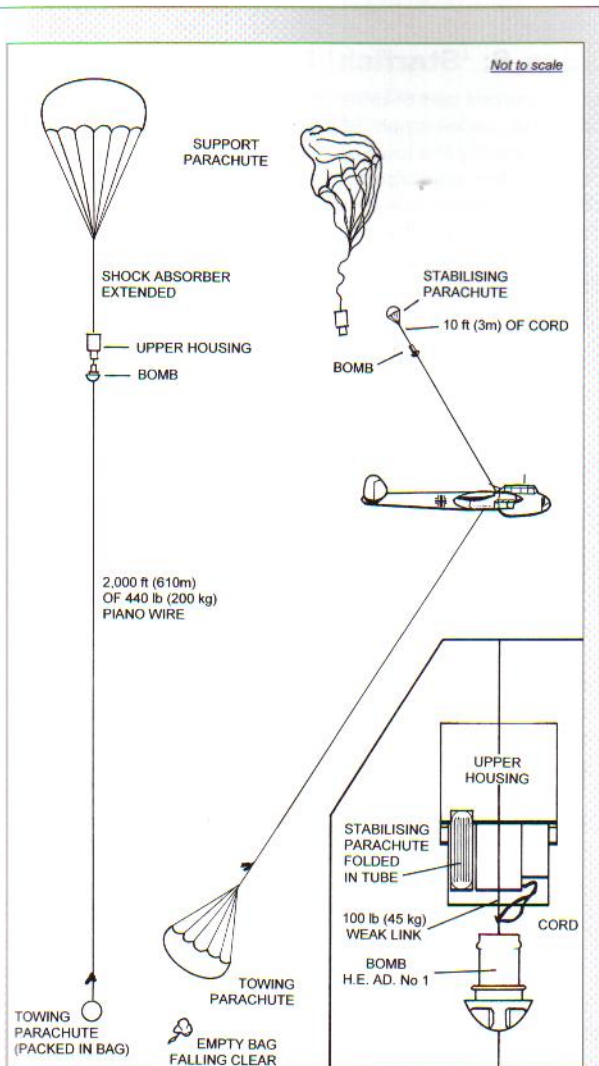 Not to scale
SUPPORT
PARACHUTE
SHOCK ABSORBER
EXTENDED
STABILISING
PARACHUTE
10 ft (3m) OF CORD
UPPER HOUSING
BOMB
BOMB
2,000 ft (610m)
OF 440 lb (200 kg)
PIANO WIRE
UPPER
HOUSING
STABILISING
PARACHUTE
FOLDED
IN TUBE
100 lb (45 kg)
WEAK LINK
CORD
BOMB
H.E. AD. No 1
TOWING
PARACHUTE
TOWING
PARACHUTE
(PACKED IN BAG)
EMPTY BAG
FALLING CLEAR